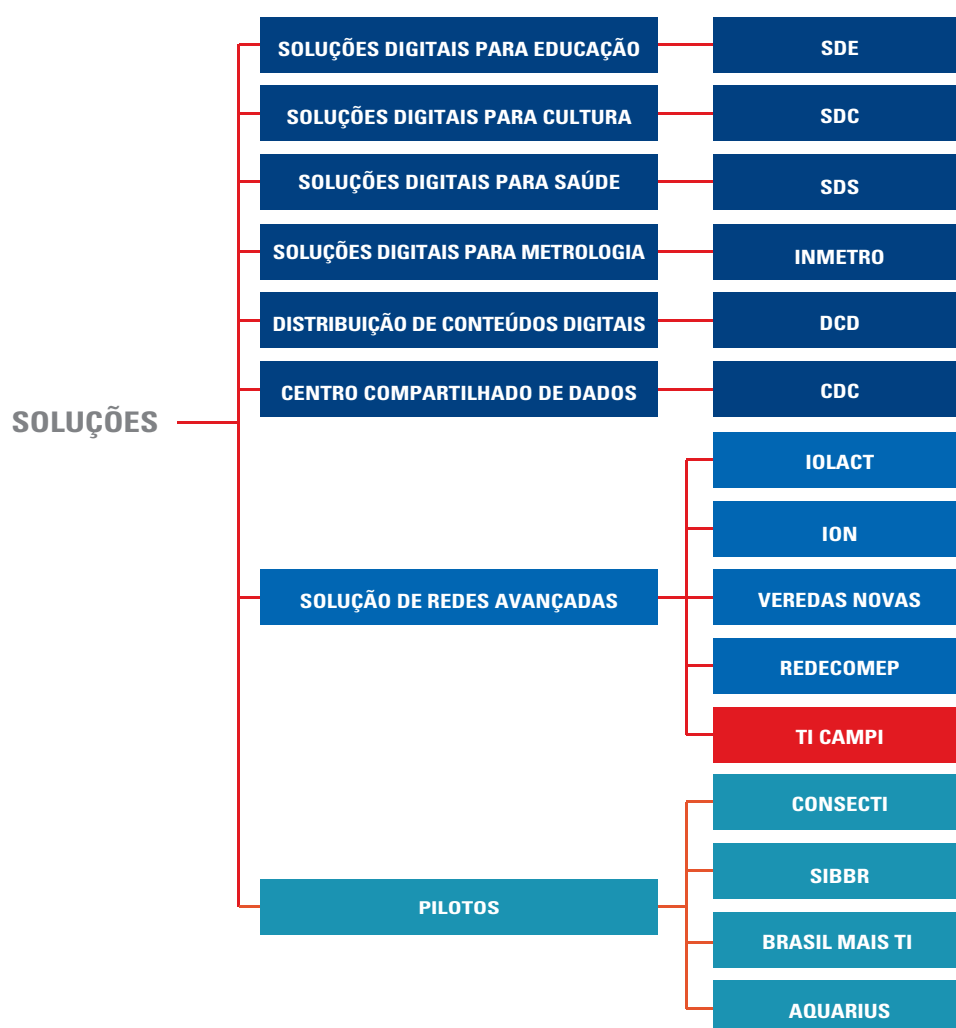 SOLUÇÕES
SOLUÇÕES DIGITAIS PARA EDUCAÇÃO
SDE
SOLUÇÕES DIGITAIS PARA CULTURA
SDC
SOLUÇÕES DIGITAIS PARA SAÚDE
SDS
SOLUÇÕES DIGITAIS PARA METROLOGIA
INMETRO
DISTRIBUIÇÃO DE CONTEÚDOS DIGITAIS
DCD
CENTRO COMPARTILHADO DE DADOS
CDC
SOLUÇÃO DE REDES AVANÇADAS
IOLACT
ION
VEREDAS NOVAS
REDECOMEP
TI CAMPI
PILOTOS
CONSECTI
SIBBR
BRASIL MAIS TI
AQUARIUS